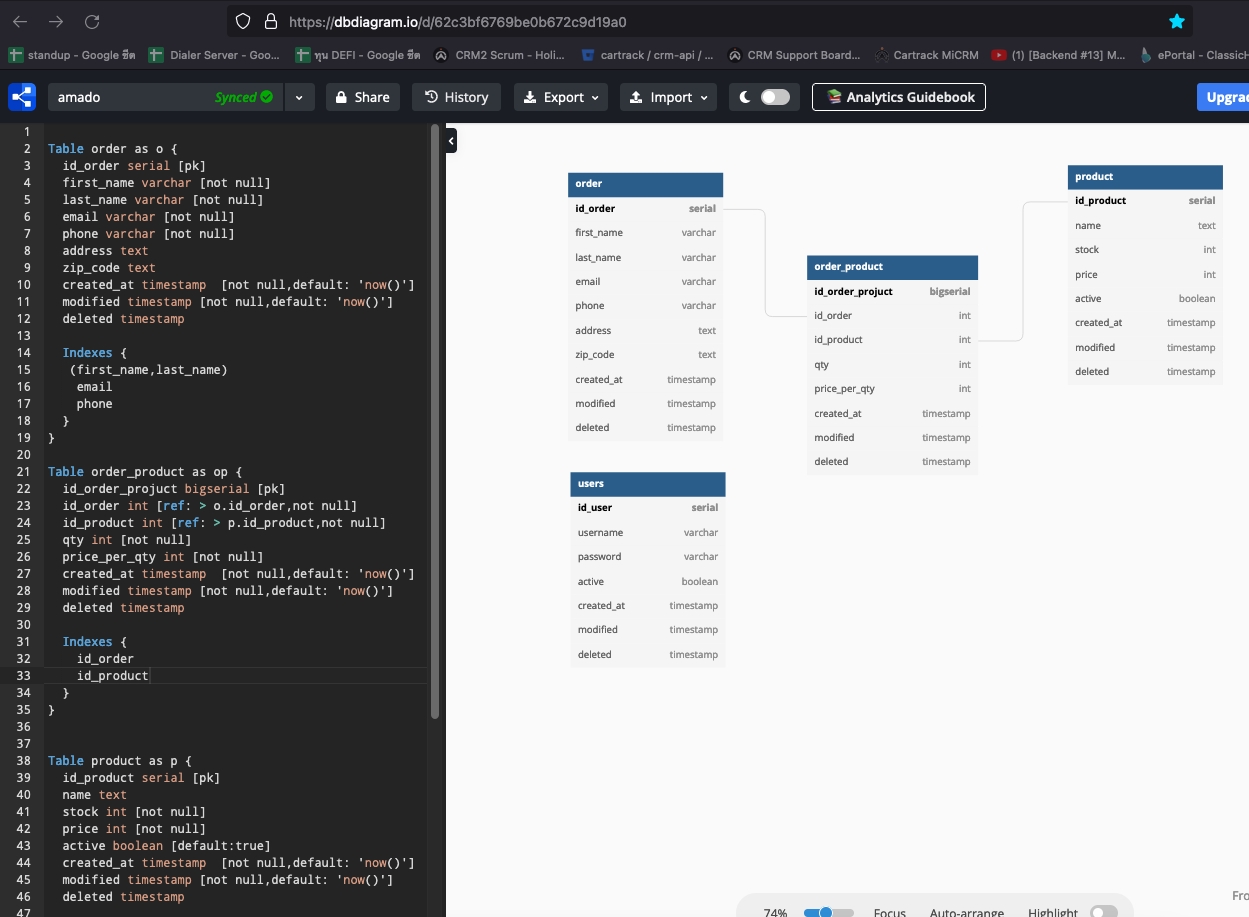 https://dbdiagram.io/d/62c3bf6769be0b672c9d19a0
standup - Google ชีต
Dialer Server - Goo...
ทุน DEFI - Google ชีต
CRM2 Scrum - Holi...
cartrack / crm-api / ...
CRM Support Board...
Cartrack MiCRM
(1) [Backend #13] M...
ePortal - Classic
amado
Synced
Share
History
Export
Import
Analytics Guidebook
1
2 Table order as o {
3 id_order serial [pk]
4 first_name varchar [not null]
5 last_name varchar [not null]
6 email varchar [not null]
7 phone varchar [not null]
8 address text
9 zip_code text
10 created_at timestamp  [not null,default: 'now()']
11 modified timestamp [not null,default: 'now()']
12 deleted timestamp
13
14 Indexes {
15 (first_name,last_name)
16 email
17 phone
18 }
19 }
20
21 Table order_product as op {
22 id_order_projuct bigserial [pk]
23 id_order int [ref: > o.id_order,not null]
24 id_product int [ref: > p.id_product,not null]
25 qty int [not null]
26 price_per_qty int [not null]
27 created_at timestamp  [not null,default: 'now()']
28 modified timestamp [not null,default: 'now()']
29 deleted timestamp
30
31 Indexes {
32 id_order
33 id_product
34 }
35 }
36
37
38 Table product as p {
39 id_product serial [pk]
40 name text
41 stock int [not null]
42 price int [not null]
43 active boolean [default:true]
44 created_at timestamp  [not null,default: 'now()']
45 modified timestamp [not null,default: 'now()']
46 deleted timestamp
47
order
id_order serial
first_name varchar
last_name varchar
email varchar
phone varchar
address text
zip_code text
created_at timestamp
modified timestamp
deleted timestamp
users
id_user serial
username varchar
password varchar
active boolean
created_at timestamp
modified timestamp
deleted timestamp
order_product
id_order_projuct bigserial
id_order int
id_product int
qty int
price_per_qty int
created_at timestamp
modified timestamp
deleted timestamp
product
id_product serial
name text
stock int
price int
active boolean
created_at timestamp
modified timestamp
deleted timestamp
74%
Focus
Auto-arrange
Highlight